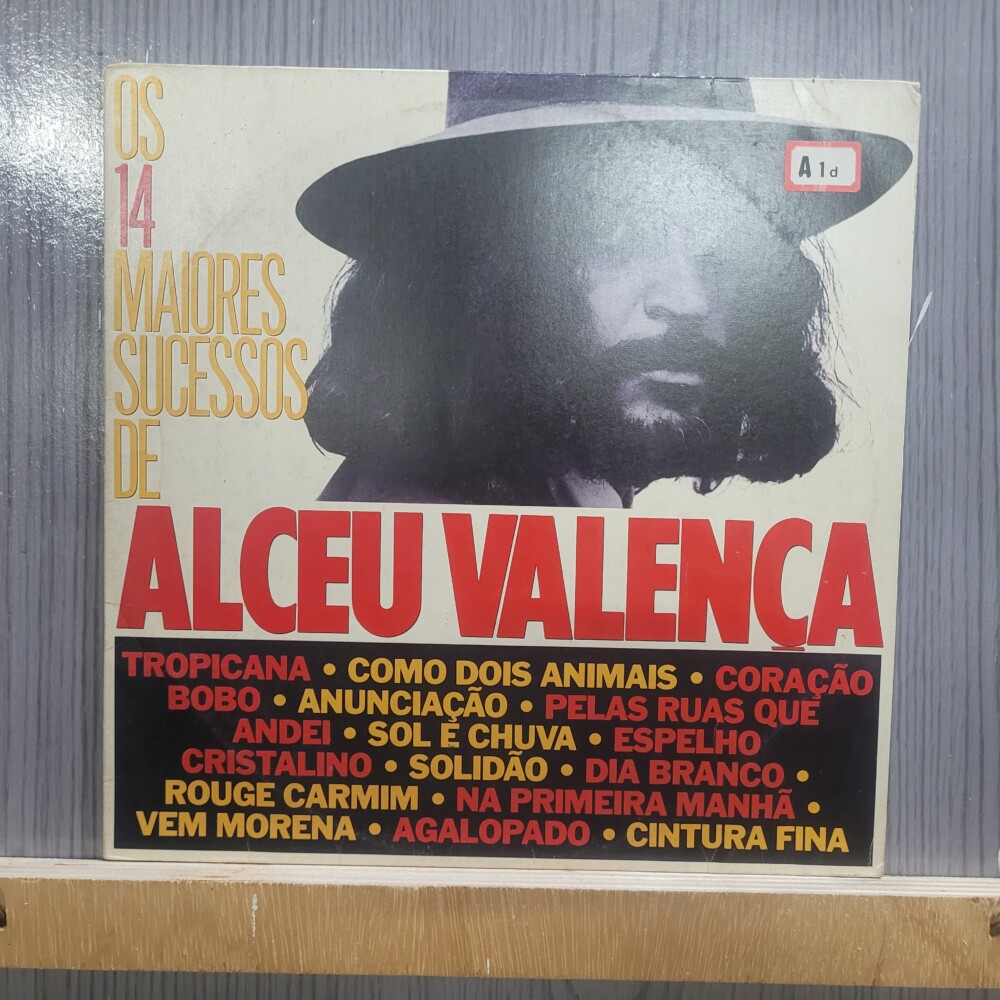 OS
14
MAIORES
SUCESSOS
DE
A 1d
ALCEU VALENÇA
TROPICANA • COMO DOIS ANIMAIS • CORAÇÃO
BOBO • ANUNCIAÇÃO • PELAS RUAS QUE
ANDEI • SOL E CHUVA • ESPELHO
CRISTALINO • SOLIDÃO • DIA BRANCO •
ROUGE CARMIM • NA PRIMEIRA MANHÃ •
VEM MORENA • AGALOPADO • CINTURA FINA